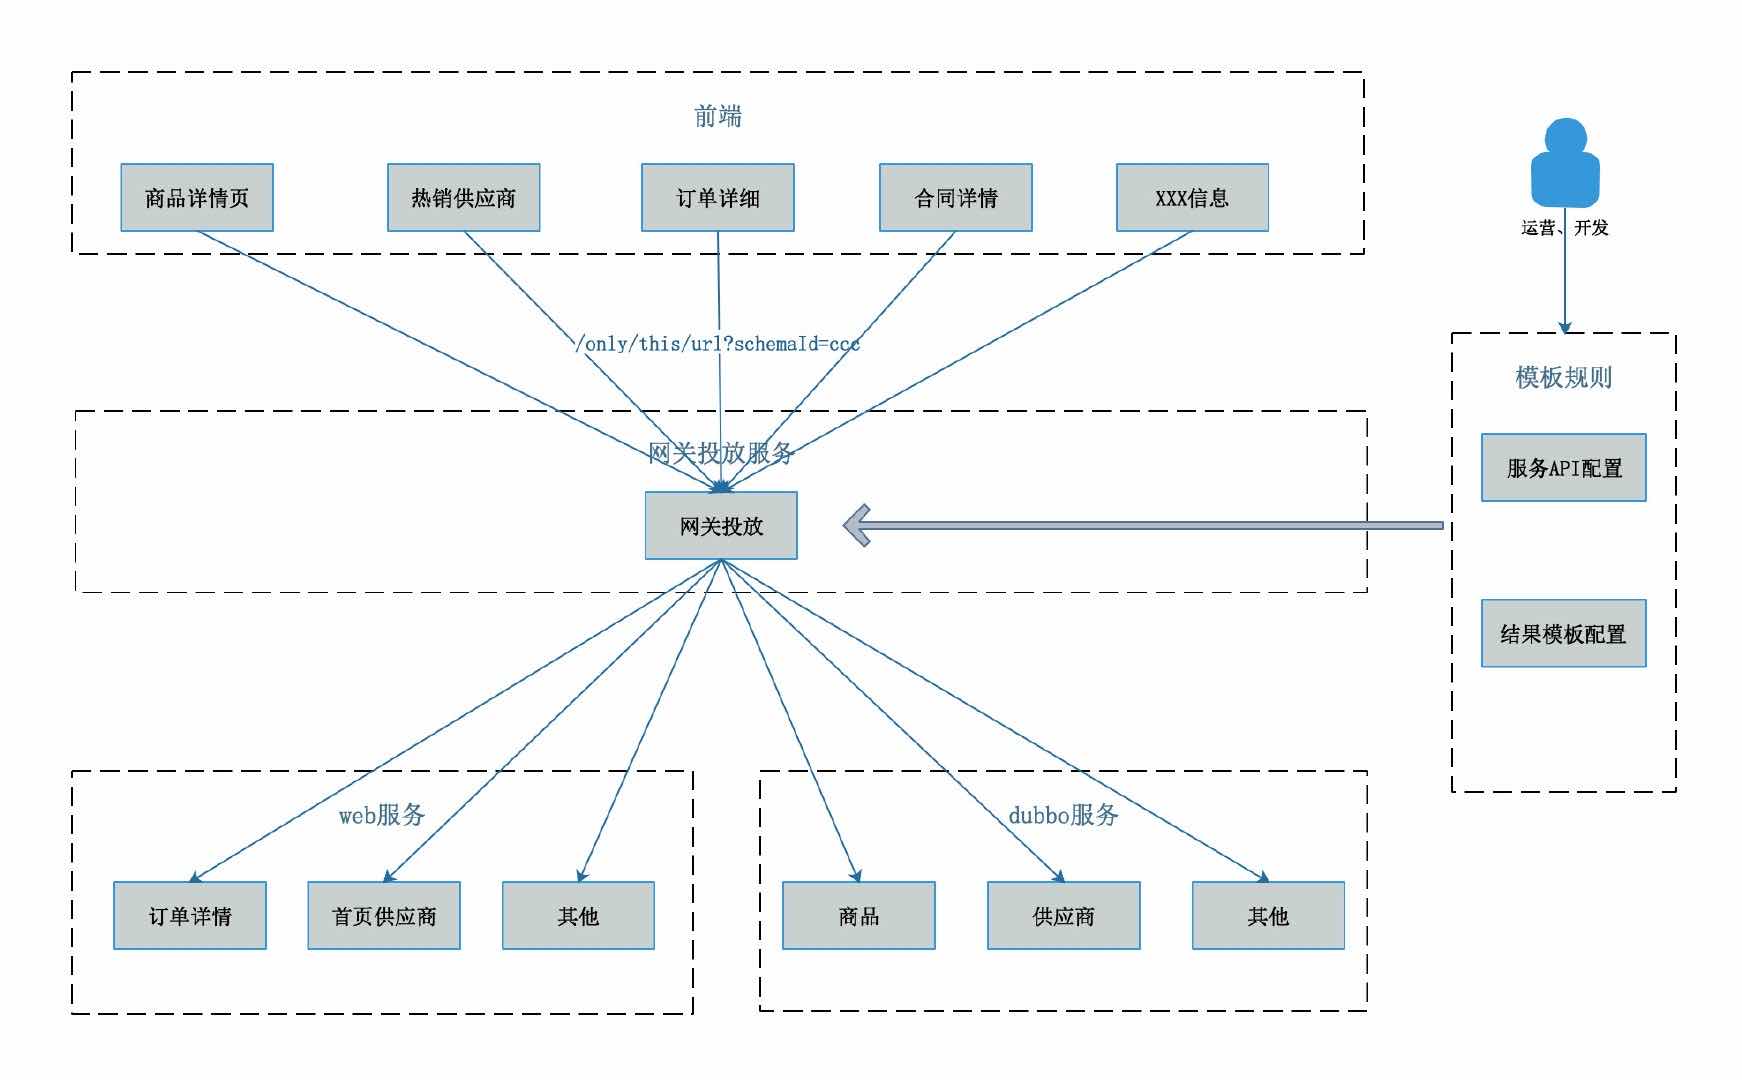 前端
商品详情页
热销供应商
订单详细
合同详情
XXX信息
运营、开发
/only/this/url?schemaId=ccc
模板规则
服务API配置
结果模板配置
网关投放服务
网关投放
web服务
订单详情
首页供应商
其他
dubbo服务
商品
供应商
其他